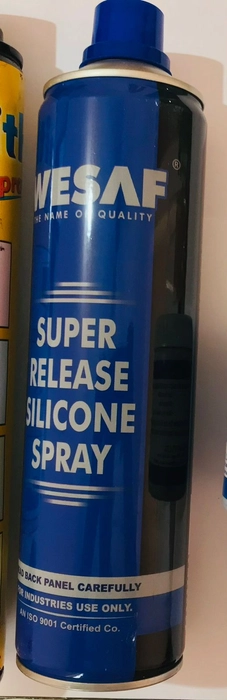 WESAF®
THE NAME OF QUALITY
SUPER
RELEASE
SILICONE
SPRAY
BACK PANEL CAREFULLY
INDUSTRIES USE ONLY.
AN ISO 9001 Certified Co.